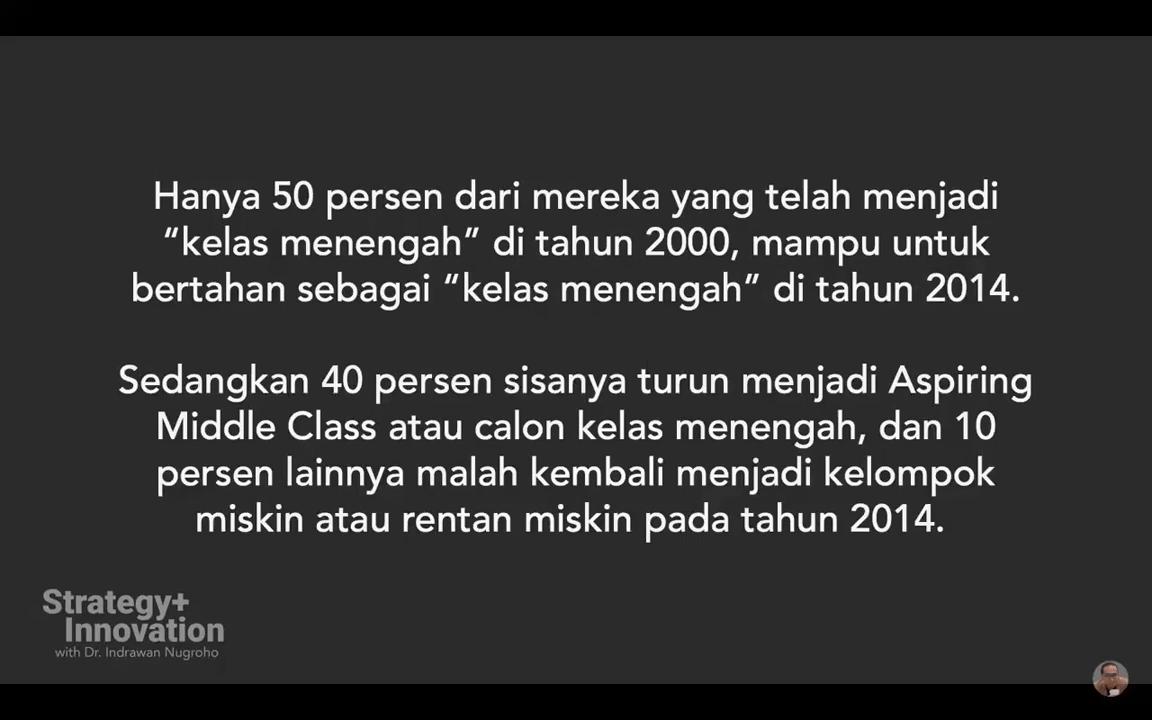 Hanya 50 persen dari mereka yang telah menjadi
“kelas menengah” di tahun 2000, mampu untuk
bertahan sebagai “kelas menengah” di tahun 2014.
Sedangkan 40 persen sisanya turun menjadi Aspiring
Middle Class atau calon kelas menengah, dan 10
persen lainnya malah kembali menjadi kelompok
miskin atau rentan miskin pada tahun 2014.
Strategy+
Innovation
with Dr. Indrawan Nugroho